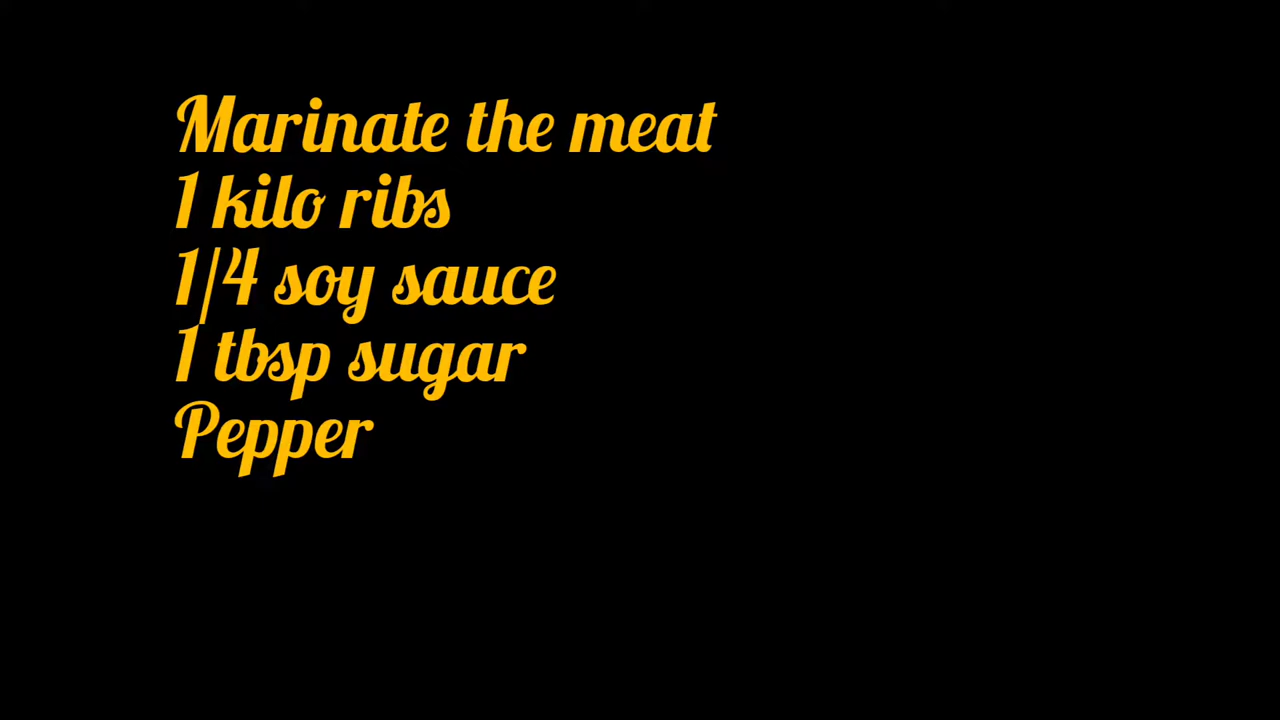 Marinate the meat
1 kilo ribs
1/4 soy sauce
1 tbsp sugar
Pepper